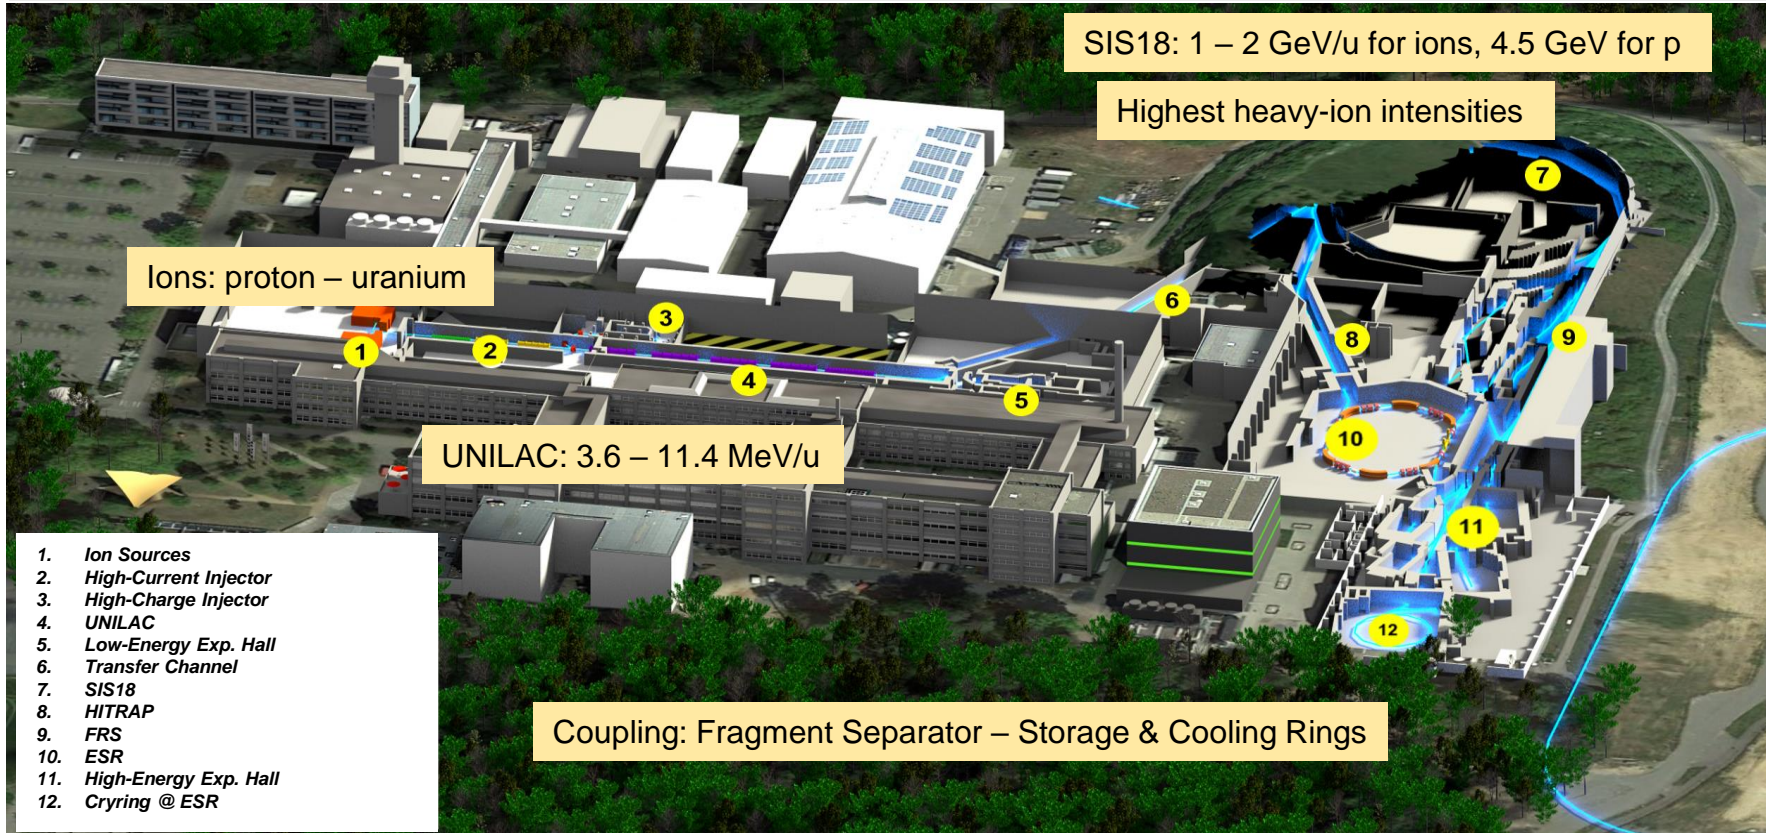 SIS18: 1 – 2 GeV/u for ions, 4.5 GeV for p
Highest heavy-ion intensities
7
Ions: proton – uranium
6
3
1
2
8
9
4
5
10
UNILAC: 3.6 – 11.4 MeV/u
11
12
1. Ion Sources
2. High-Current Injector
3. High-Charge Injector
4. UNILAC
5. Low-Energy Exp. Hall
6. Transfer Channel
7. SIS18
8. HITRAP
9. FRS
10. ESR
11. High-Energy Exp. Hall
12. Cryring @ ESR
Coupling: Fragment Separator – Storage & Cooling Rings